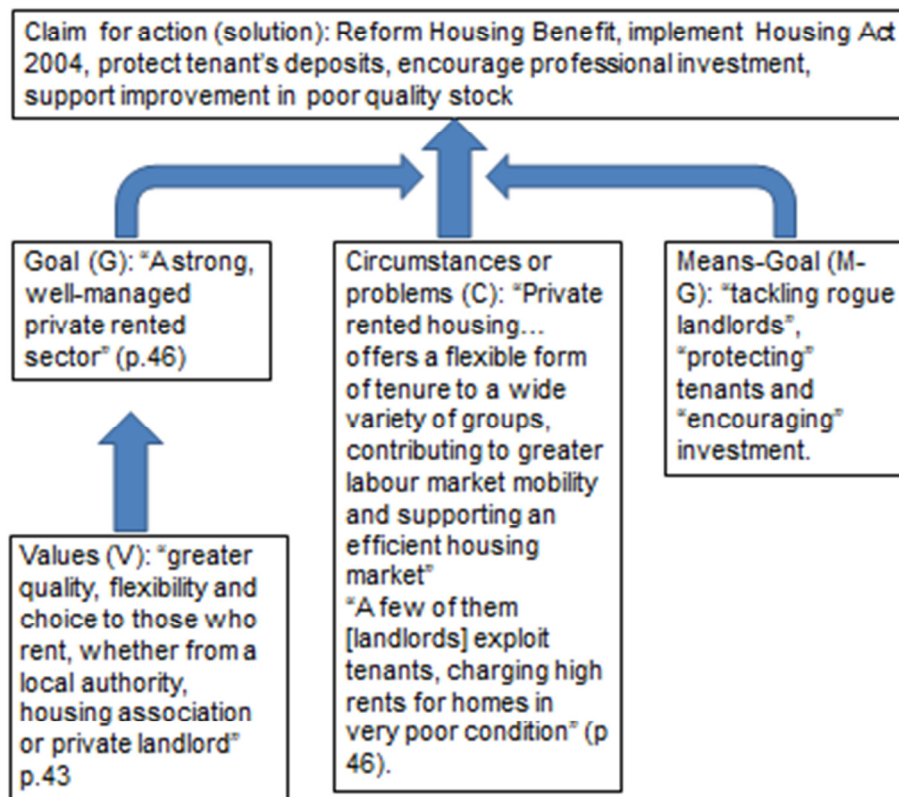 Claim for action (solution): Reform Housing Benefit, implement Housing Act
2004, protect tenant's deposits, encourage professional investment,
support improvement in poor quality stock
Goal (G): "A strong,
well-managed
private rented
sector" (p.46)
Circumstances or
problems (C): "Private
rented housing…
offers a flexible form
of tenure to a wide
variety of groups,
contributing to greater
labour market mobility
and supporting an
efficient housing
market"
"A few of them
[landlords] exploit
tenants, charging high
rents for homes in
very poor condition" (p
46).
Means-Goal (M-
G): "tackling rogue
landlords",
"protecting"
tenants and
"encouraging"
investment.
Values (V): "greater
quality, flexibility and
choice to those who
rent, whether from a
local authority,
housing association
or private landlord"
p.43